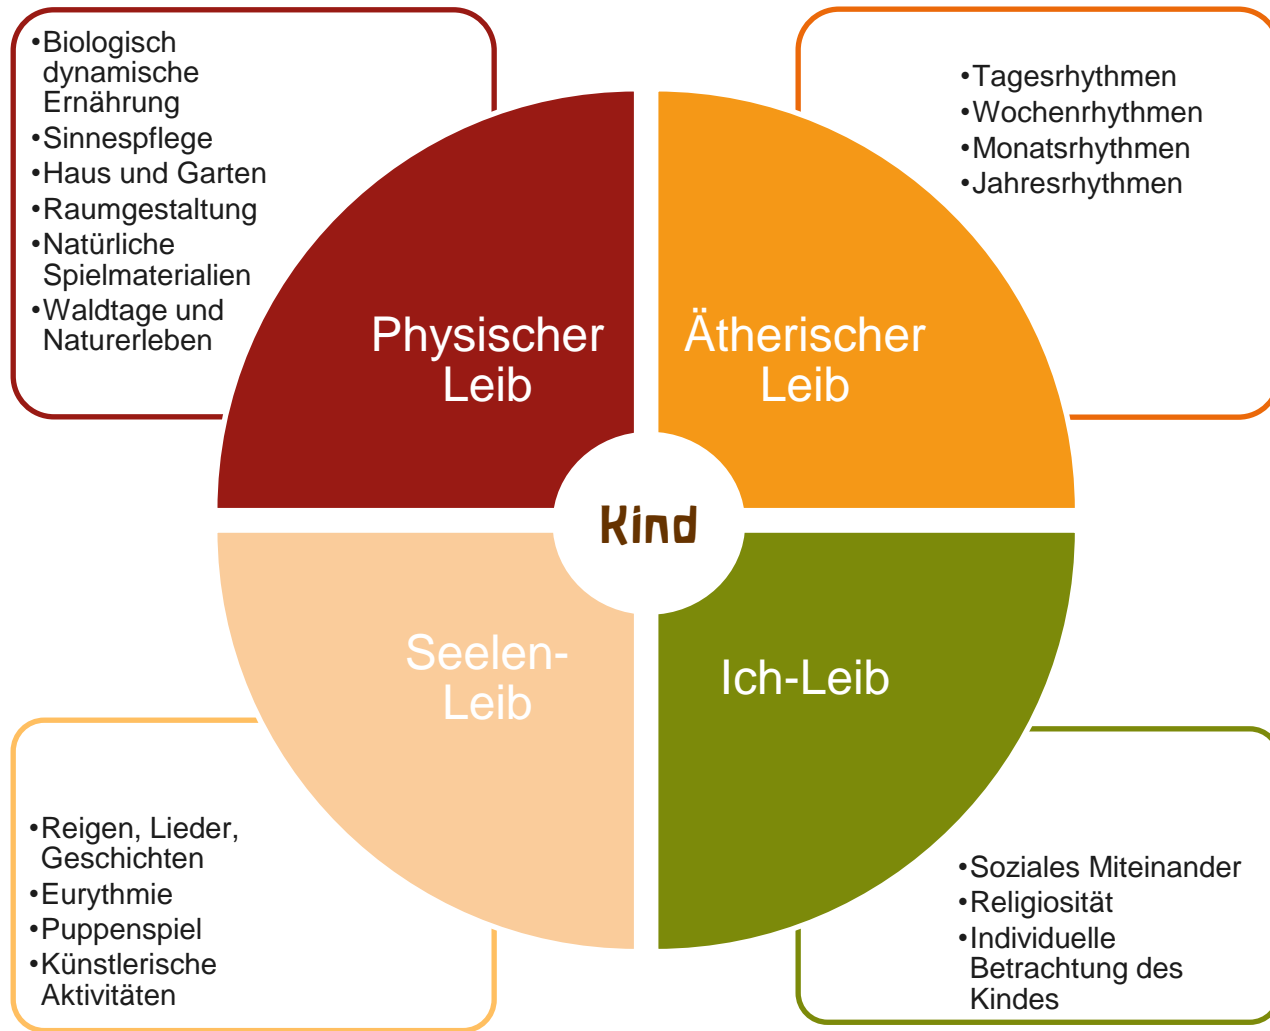 •Biologisch
dynamische
Ernährung
•Sinnespflege
•Haus und Garten
•Raumgestaltung
•Natürliche
Spielmaterialien
•Waldtage und
Naturerleben
•Tagesrhythmen
•Wochenrhythmen
•Monatsrhythmen
•Jahresrhythmen
Physischer
Leib
Ätherischer
Leib
Kind
Seelen-
Leib
Ich-Leib
•Reigen, Lieder,
Geschichten
•Eurythmie
•Puppenspiel
•Künstlerische
Aktivitäten
•Soziales Miteinander
•Religiosität
•Individuelle
Betrachtung des
Kindes